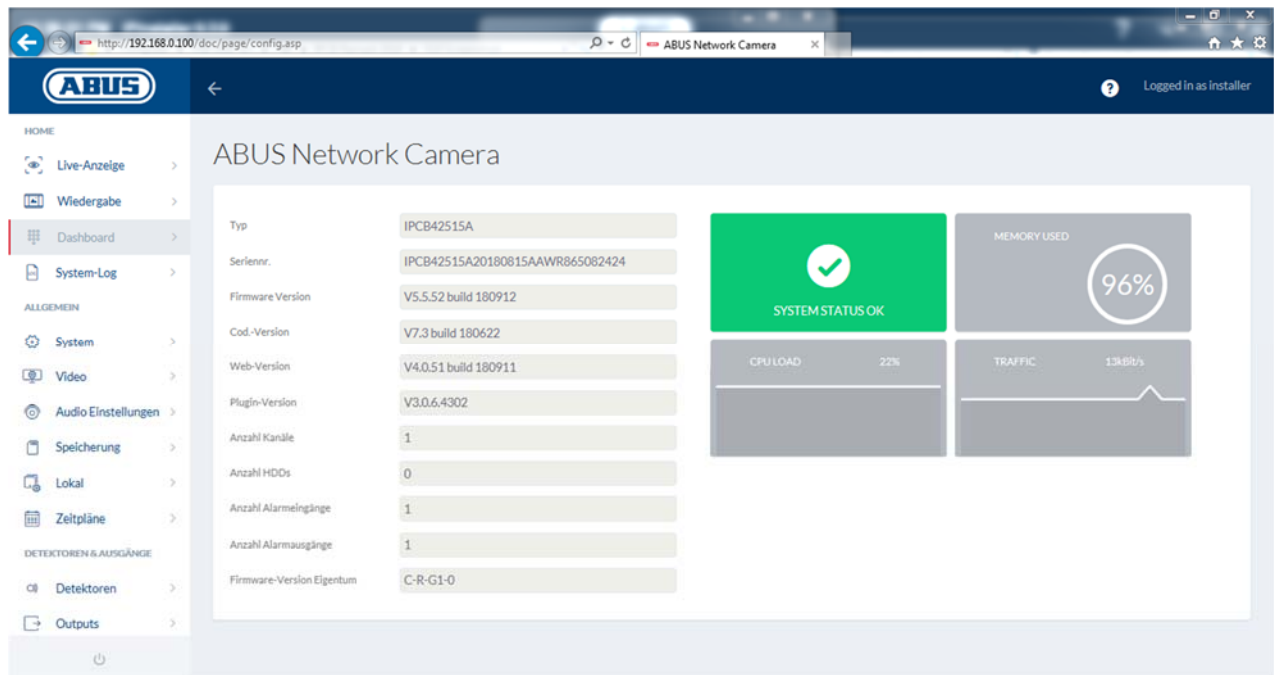 http://192.168.0.100/doc/page/config.asp
ABUS Network Camera
ABUS
Logged in as installer
HOME
Live-Anzeige
Wiedergabe
Dashboard
System-Log
ALLGEMEIN
System
Video
Audio Einstellungen
Speicherung
Lokal
Zeitpläne
DETEKTOREN & AUSGÄNGE
Detektoren
Outputs
ABUS Network Camera
Typ IPCB42515A
Seriennr. IPCB42515A20180815AAWR865082424
Firmware Version V5.5.52 build 180912
Cod.-Version V7.3 build 180622
Web-Version V4.0.51 build 180911
Plugin-Version V3.0.6.4302
Anzahl Kanäle 1
Anzahl HDDs 0
Anzahl Alarmeingänge 1
Anzahl Alarmausgänge 1
Firmware-Version Eigentum C-R-G1-0
SYSTEM STATUS OK
MEMORY USED
96%
CPU LOAD 22%
TRAFFIC 13kBit/s